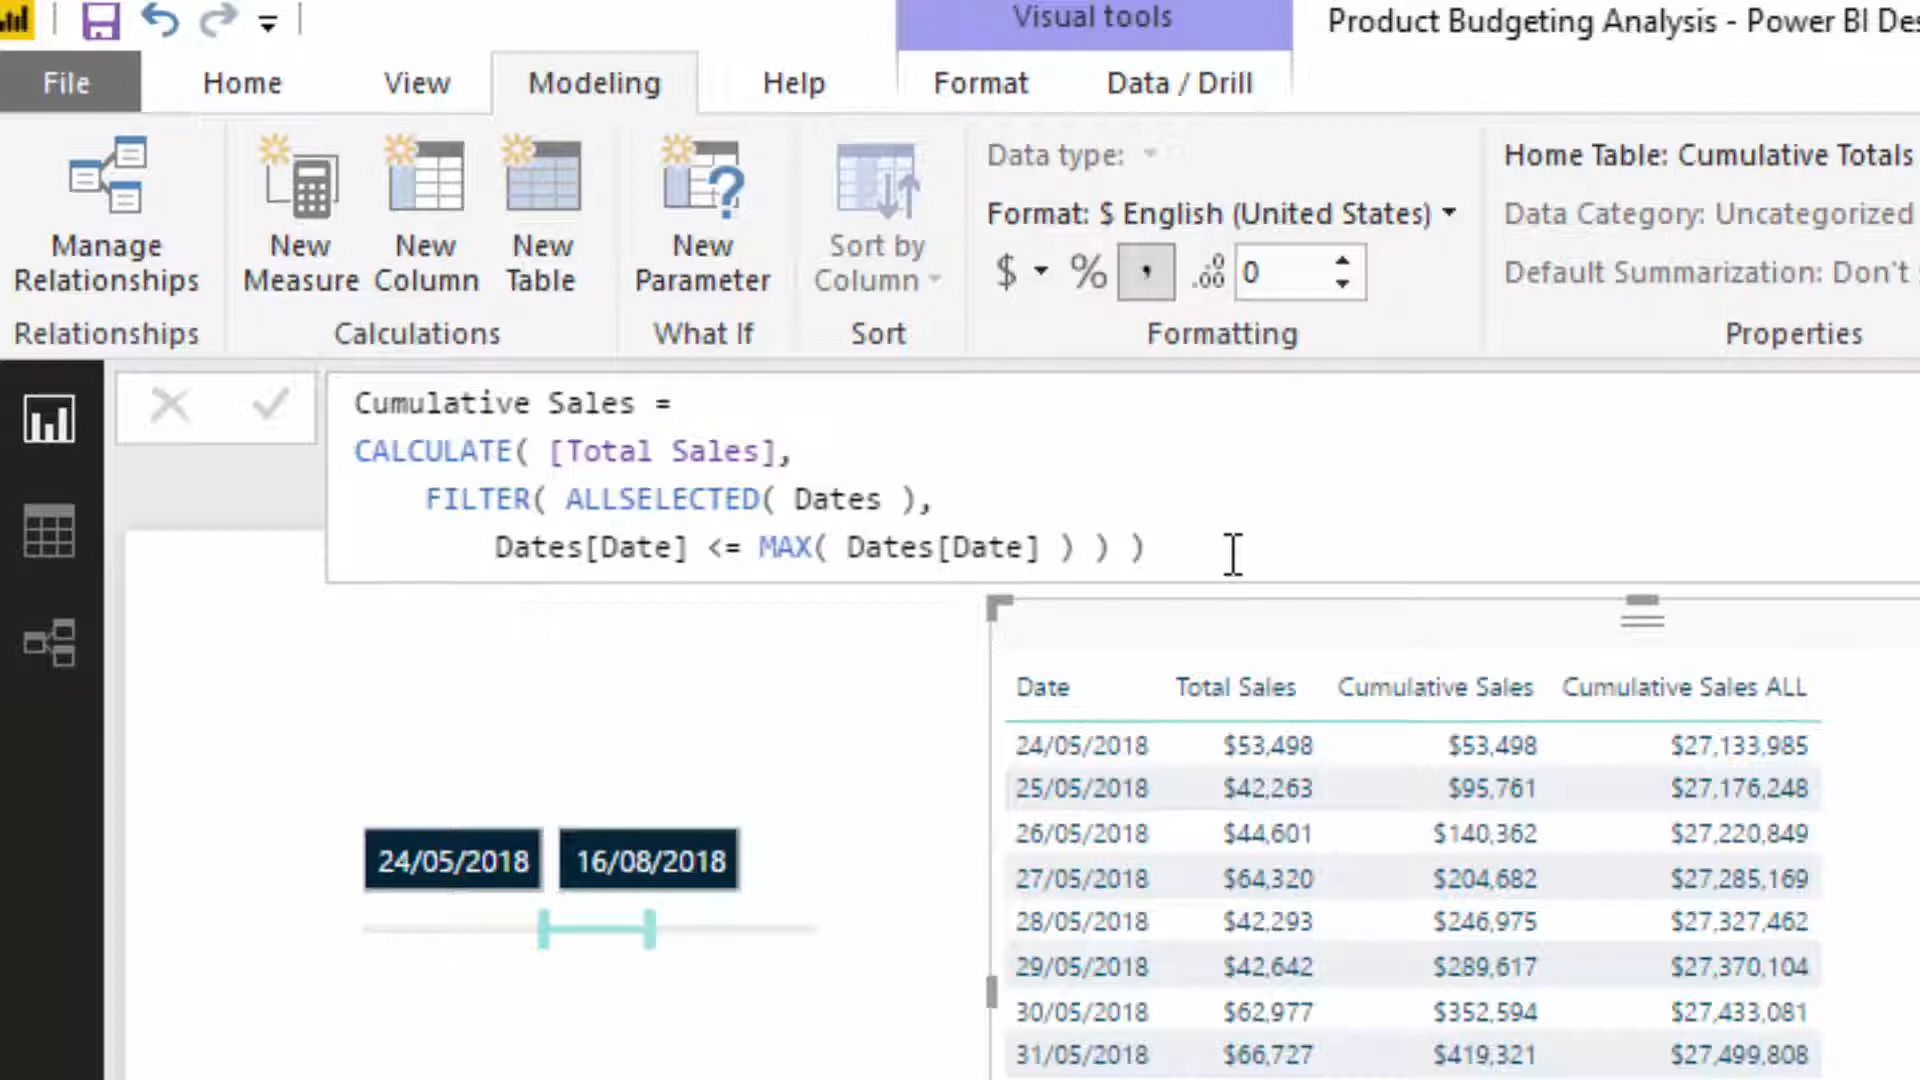 Visual tools
Product Budgeting Analysis - Power BI Des
File Home View Modeling Help Format Data / Drill
Manage Relationships
New Measure
New Column
New Table
New Parameter
Sort by Column
Data type:
Format: $ English (United States)
$ % , .00 0
Home Table: Cumulative Totals
Data Category: Uncategorized
Default Summarization: Don't
Relationships Calculations What If Sort Formatting Properties
Cumulative Sales =
CALCULATE( [Total Sales],
FILTER( ALLSELECTED( Dates ),
Dates[Date] <= MAX( Dates[Date] ) ) )
24/05/2018 16/08/2018
Date Total Sales Cumulative Sales Cumulative Sales ALL
24/05/2018 $53,498 $53,498 $27,133,985
25/05/2018 $42,263 $95,761 $27,176,248
26/05/2018 $44,601 $140,362 $27,220,849
27/05/2018 $64,320 $204,682 $27,285,169
28/05/2018 $42,293 $246,975 $27,327,462
29/05/2018 $42,642 $289,617 $27,370,104
30/05/2018 $62,977 $352,594 $27,433,081
31/05/2018 $66,727 $419,321 $27,499,808